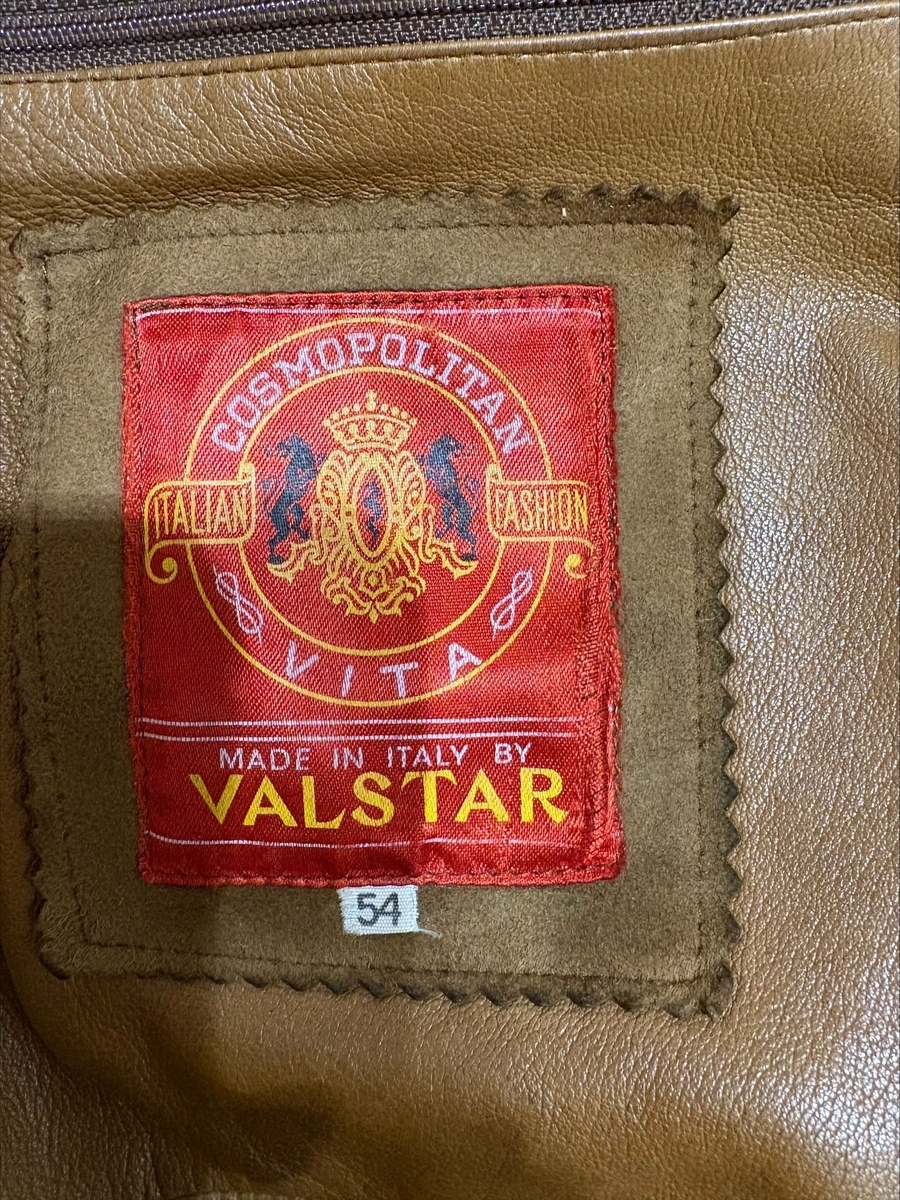 COSMOPOLITAN
ITALIAN FASHION
VITA
MADE IN ITALY BY
VALSTAR
54